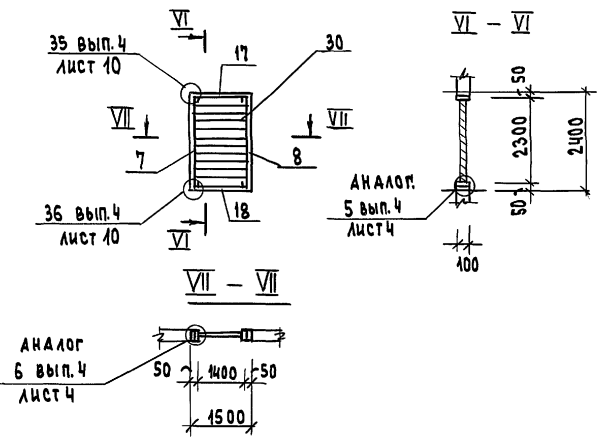 VI
35 ВЫП. 4
ЛИСТ 10
17
30
VII
VII
7
8
36 ВЫП. 4
ЛИСТ 10
18
VI
VI – VI
50
2300
2400
50
АНАЛОГ.
5 ВЫП. 4
ЛИСТ 4
100
VII – VII
АНАЛОГ
6 ВЫП. 4
ЛИСТ 4
50
1400
50
1500